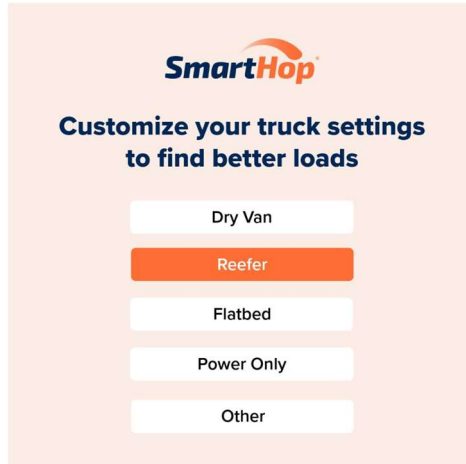 SmartHop
Customize your truck settings
to find better loads
Dry Van
Reefer
Flatbed
Power Only
Other